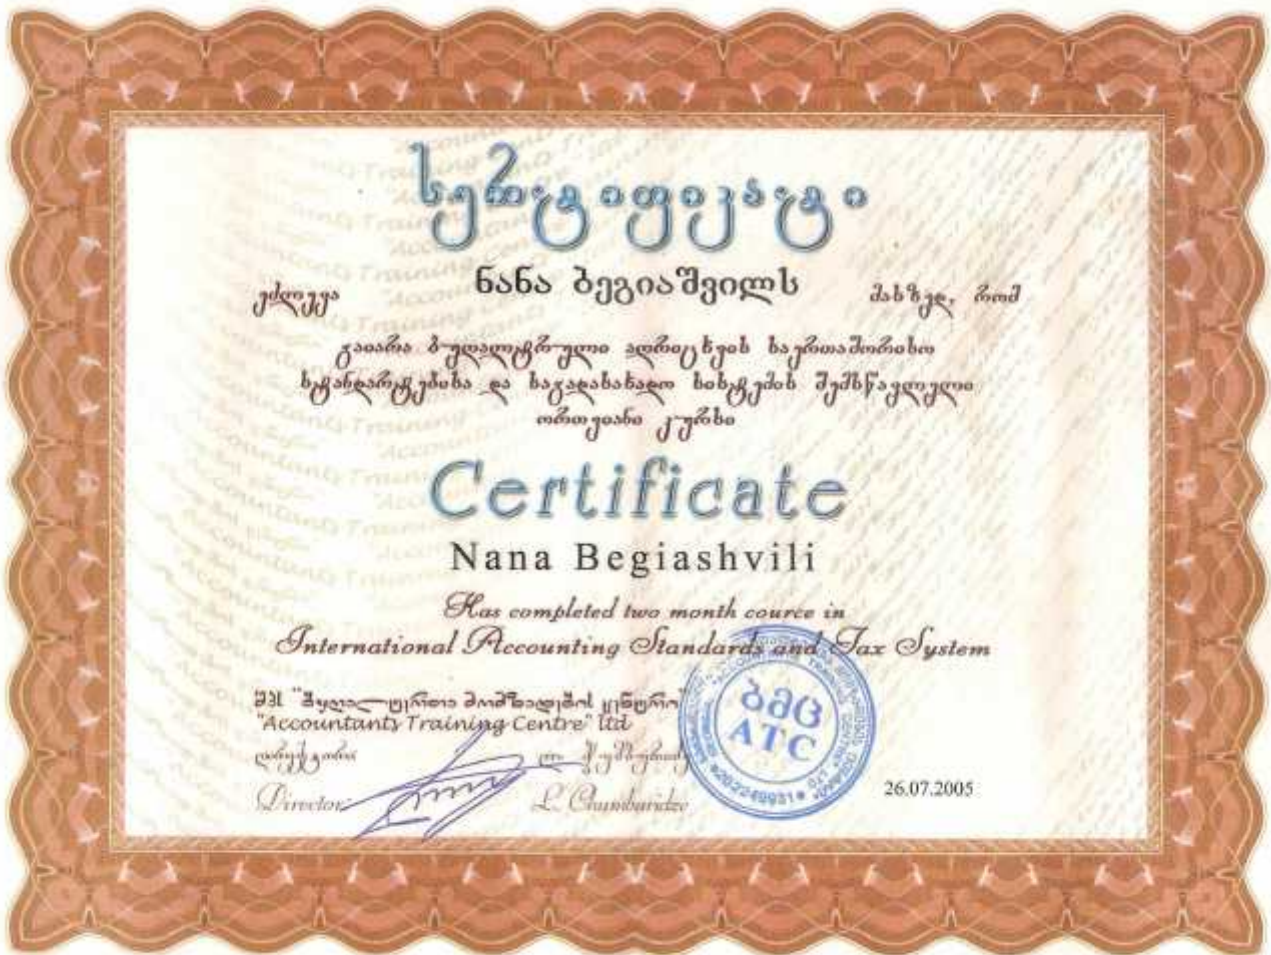 სერტიფიკატი
ნანა ბეგიაშვილს
ეძლევა მასზედ, რომ
გაიარა ბუღალტრული აღრიცხვის საერთაშორისო
სტანდარტებისა და საგადასახადო სისტემის შემსწავლელი
ორთვიანი კურსი
Certificate
Nana Begiashvili
Has completed two month cource in
International Accounting Standards and Tax System
შპს "ბუღალტერთა მომზადების ცენტრი"
"Accountants Training Centre" ltd
დირექტორი
Director
L. Chumburidze
ბმც
ATC
26.07.2005